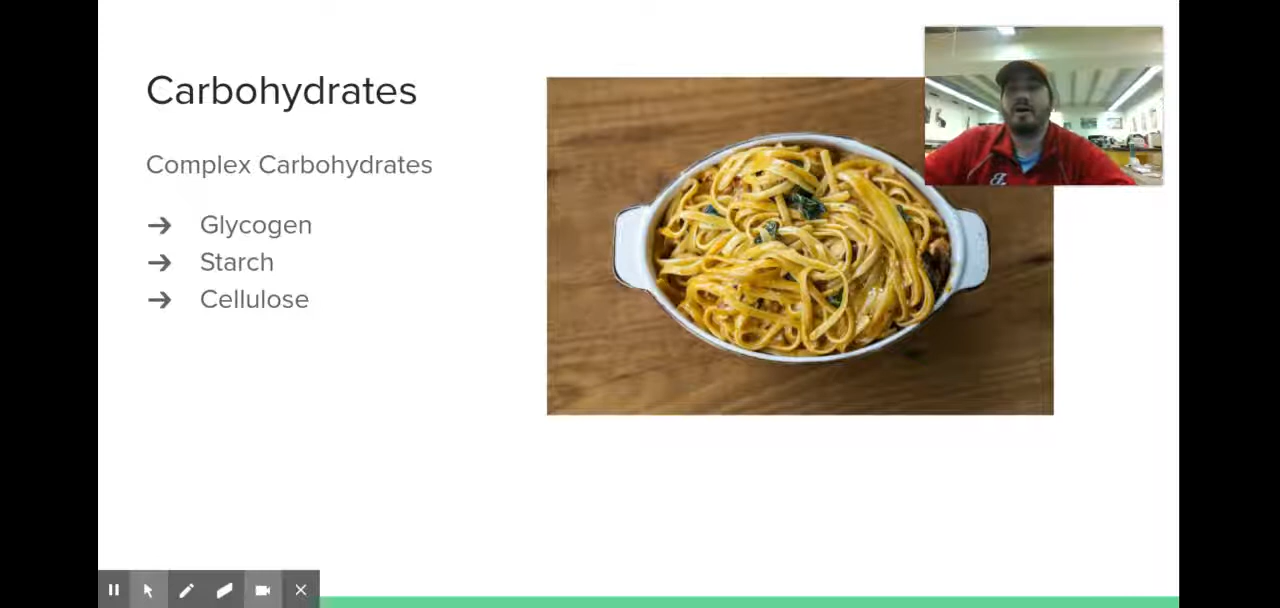 Carbohydrates
Complex Carbohydrates
➔ Glycogen
➔ Starch
➔ Cellulose